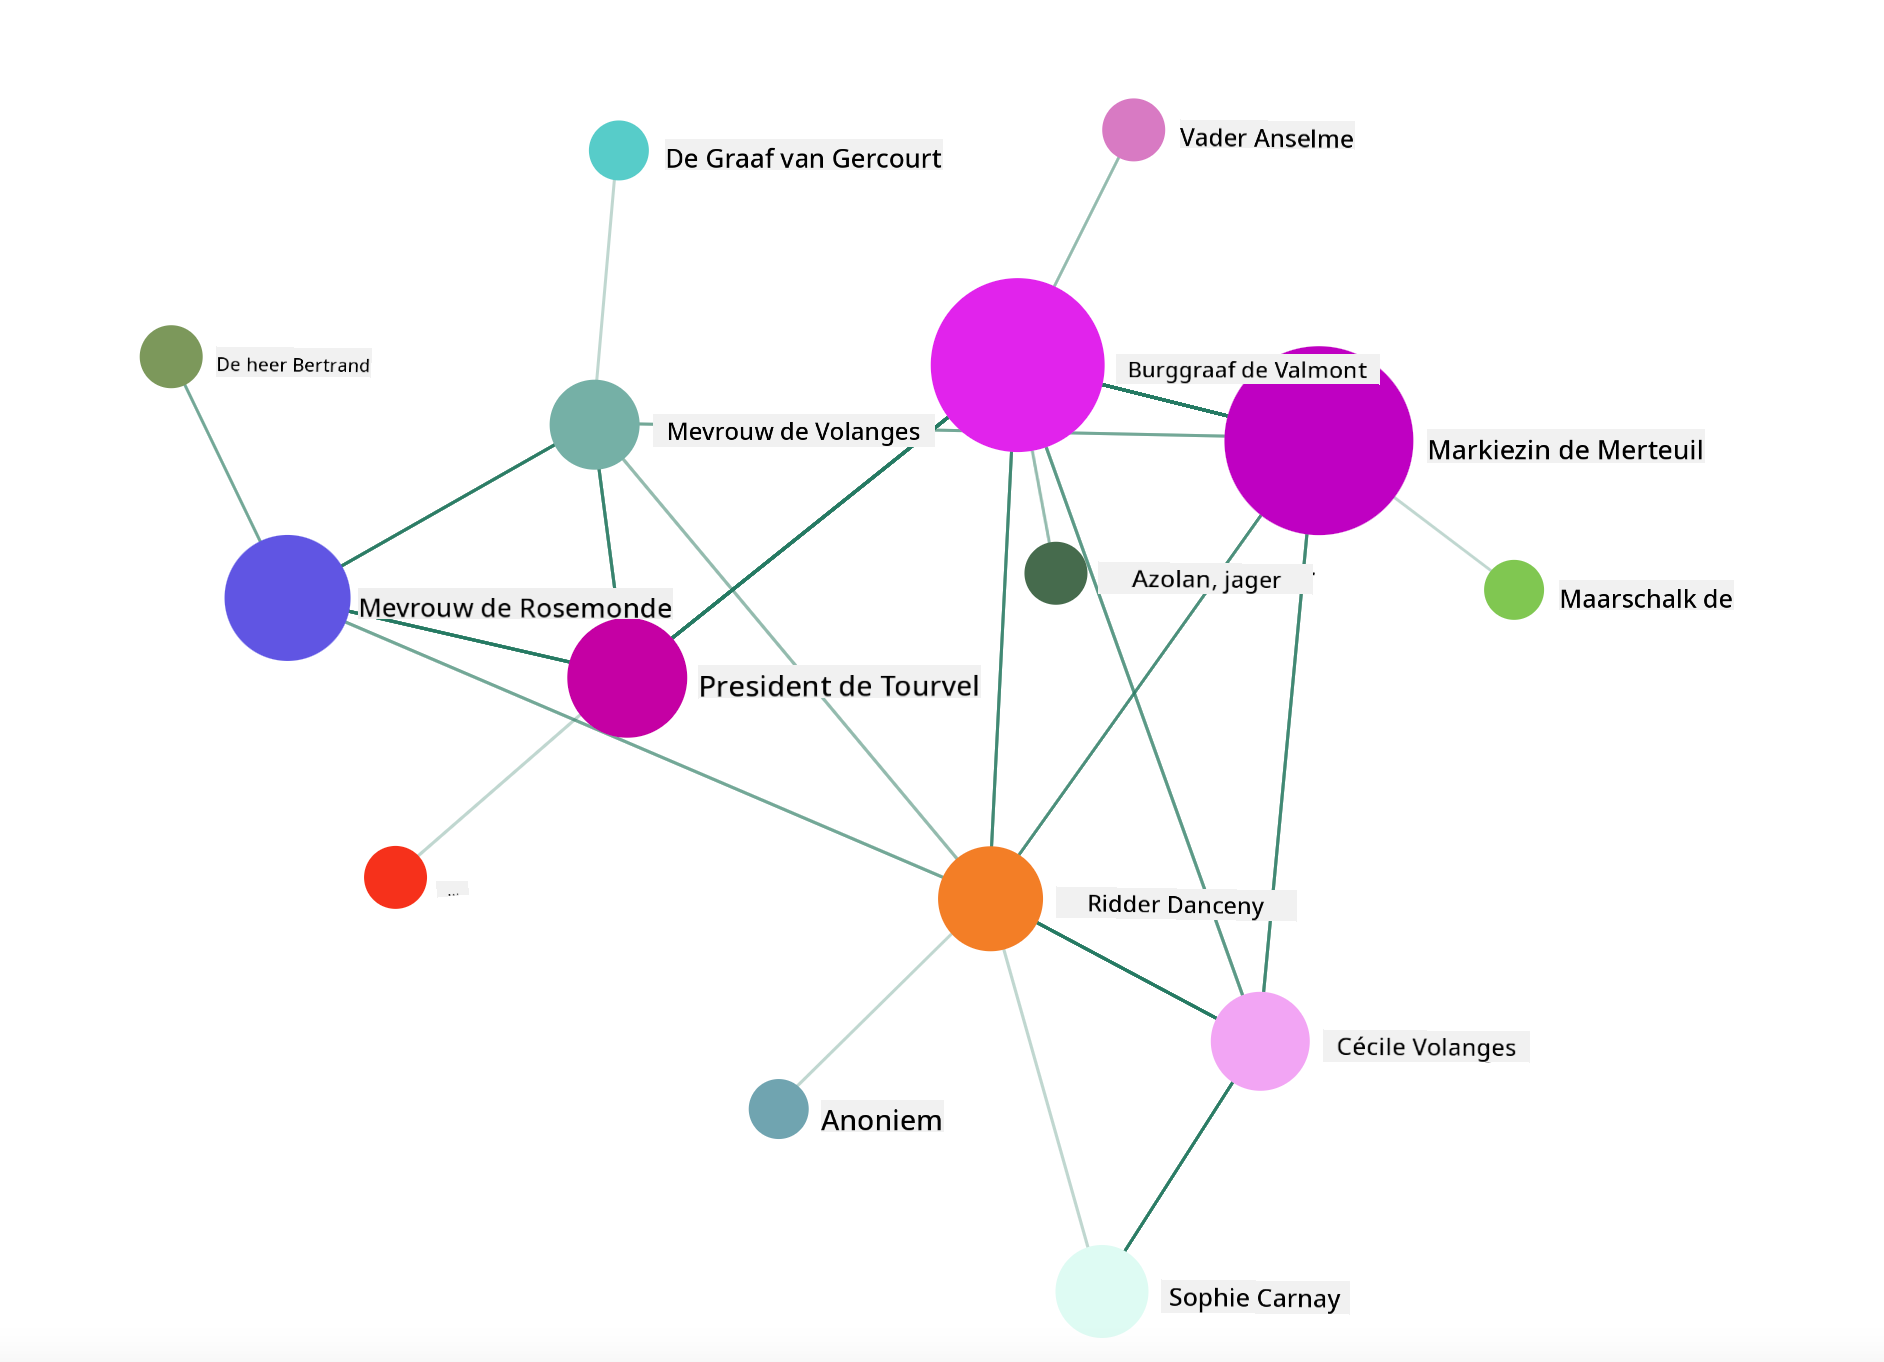 Vader Anselme
De Graaf van Gercourt
De heer Bertrand
Burggraaf de Valmont
Mevrouw de Volanges
Markiezin de Merteuil
Azolan, jager
Maarschalk de
Mevrouw de Rosemonde
President de Tourvel
...
Ridder Danceny
Cécile Volanges
Anoniem
Sophie Carnay